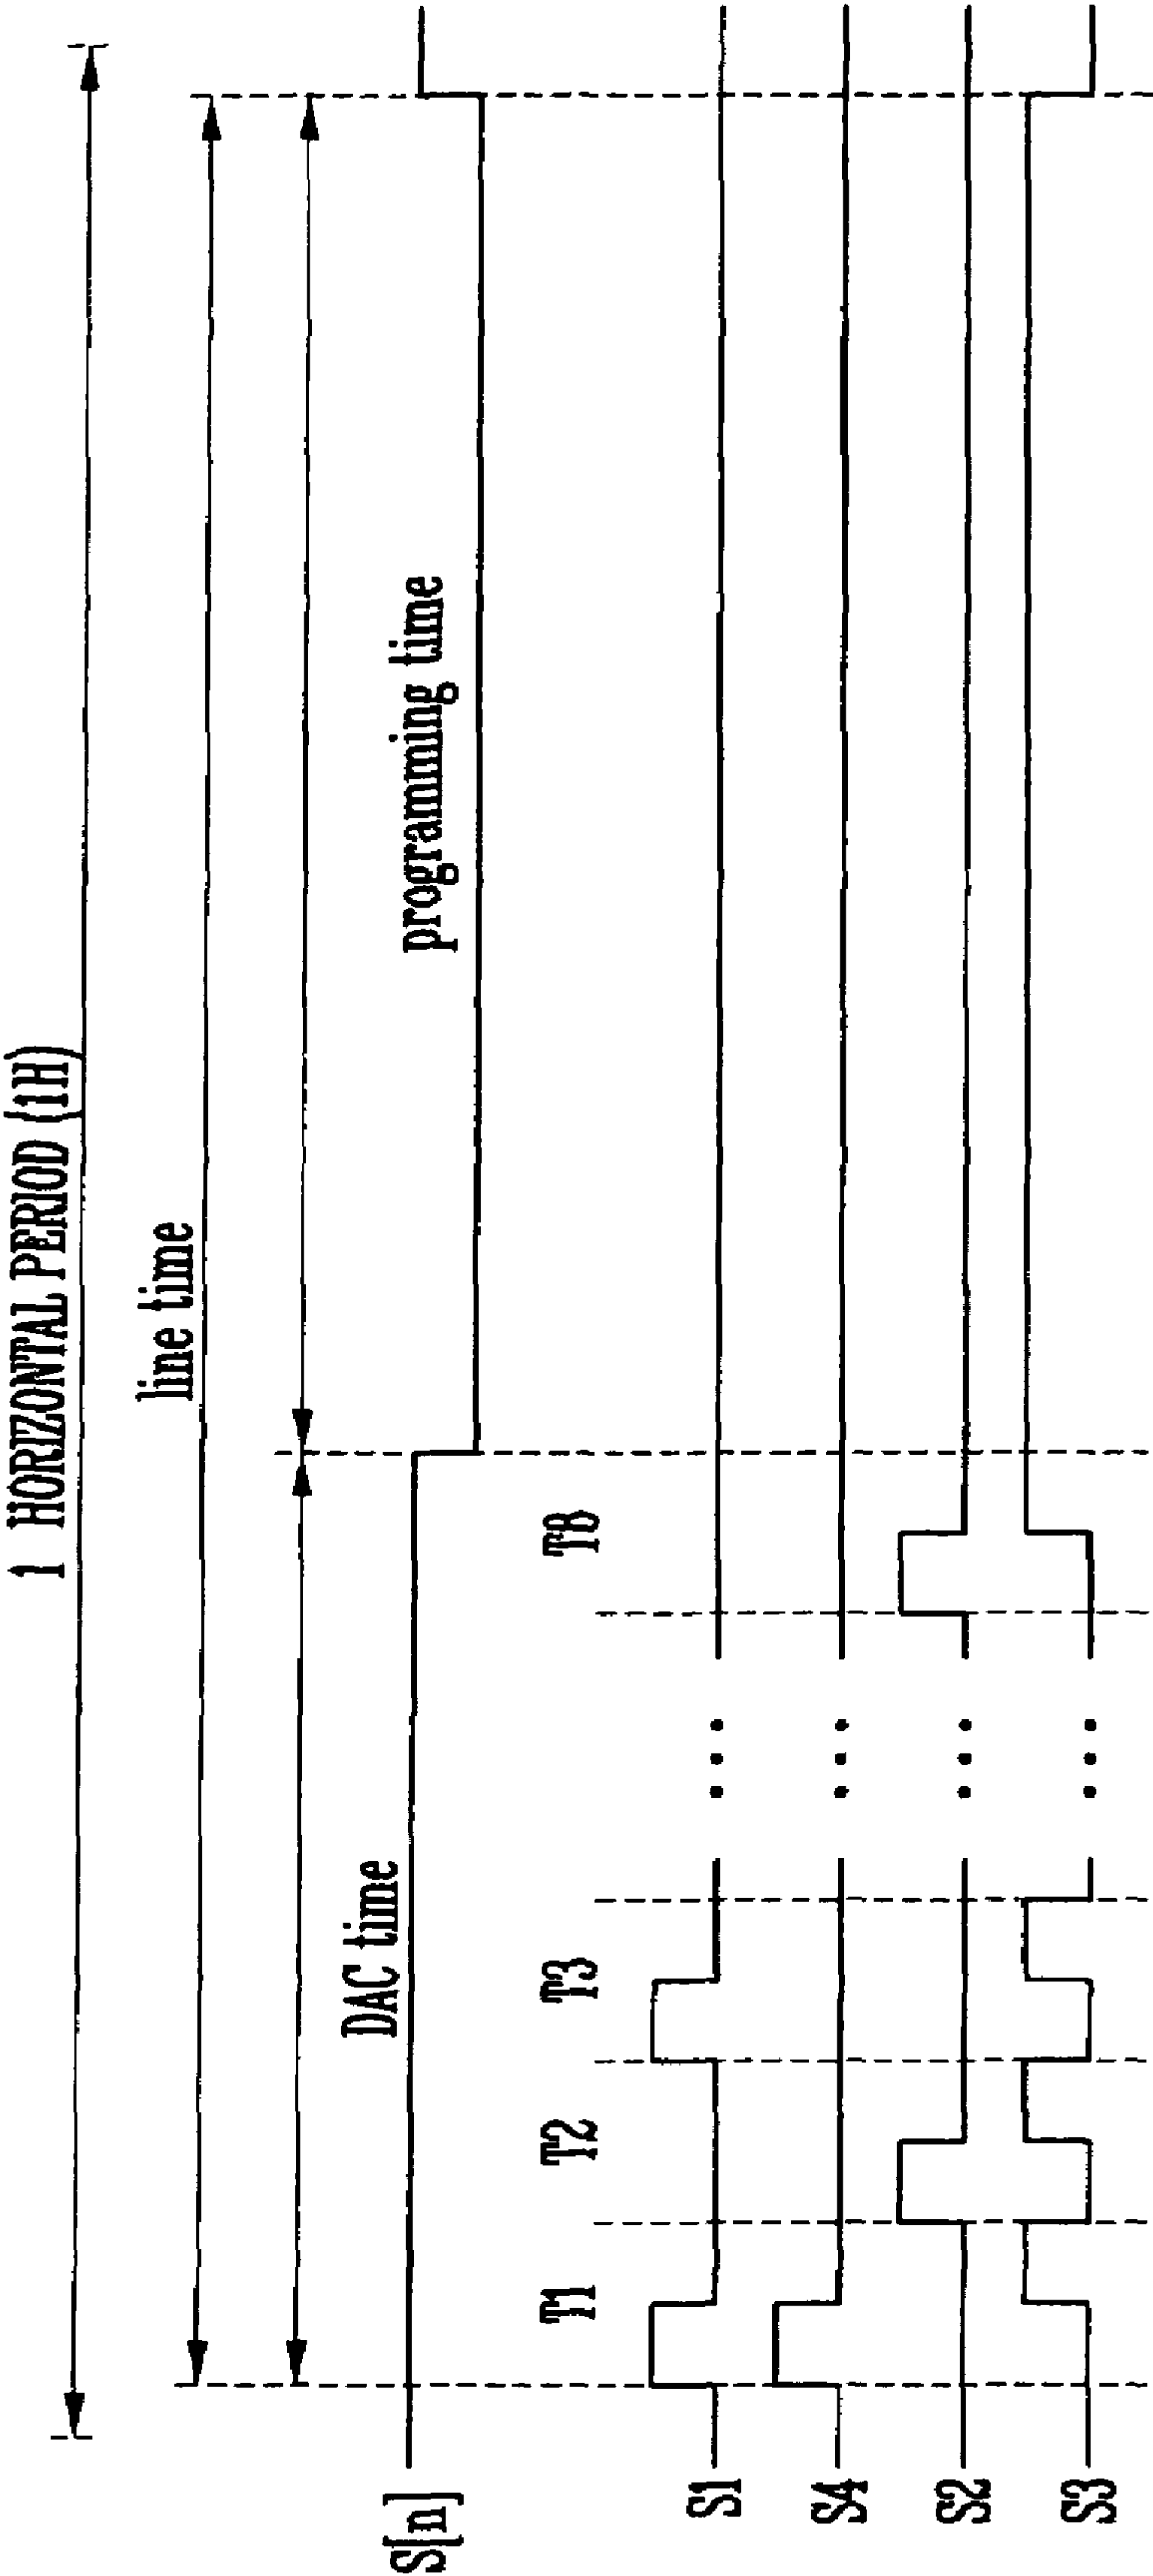 1 HORIZONTAL PERIOD (1H)
line time
DAC time
programming time
S[n]
T1
T2
T3
T8
S1
S4
S2
S3